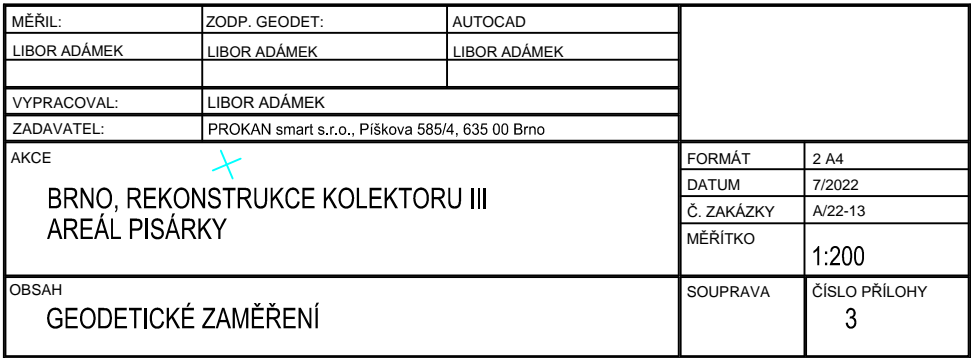 MĚŘIL: ZODP. GEODET: AUTOCAD
LIBOR ADÁMEK LIBOR ADÁMEK LIBOR ADÁMEK
VYPRACOVAL: LIBOR ADÁMEK
ZADAVATEL: PROKAN smart s.r.o., Píškova 585/4, 635 00 Brno
AKCE
BRNO, REKONSTRUKCE KOLEKTORU III
AREÁL PISÁRKY
FORMÁT 2 A4
DATUM 7/2022
Č. ZAKÁZKY A/22-13
MĚŘÍTKO 1:200
OBSAH
GEODETICKÉ ZAMĚŘENÍ
SOUPRAVA ČÍSLO PŘÍLOHY
3